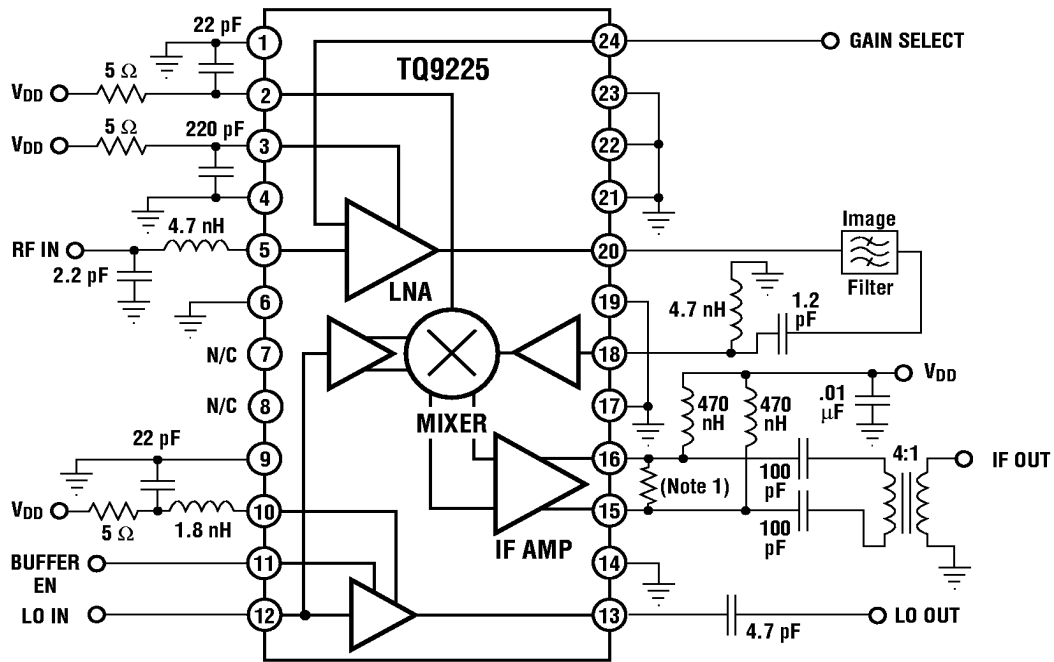 22 pF
1
24
GAIN SELECT
TQ9225
5 Ω
VDD
2
23
5 Ω
220 pF
VDD
3
22
4
21
4.7 nH
RF IN
5
20
Image
Filter
2.2 pF
LNA
6
19
4.7 nH
1.2
pF
N/C
7
18
VDD
N/C
8
MIXER
17
470
nH
470
nH
.01
µF
22 pF
9
16
100
pF
4:1
IF OUT
(Note 1)
VDD
5 Ω
1.8 nH
10
15
100
pF
IF AMP
BUFFER
EN
11
14
LO IN
12
13
4.7 pF
LO OUT